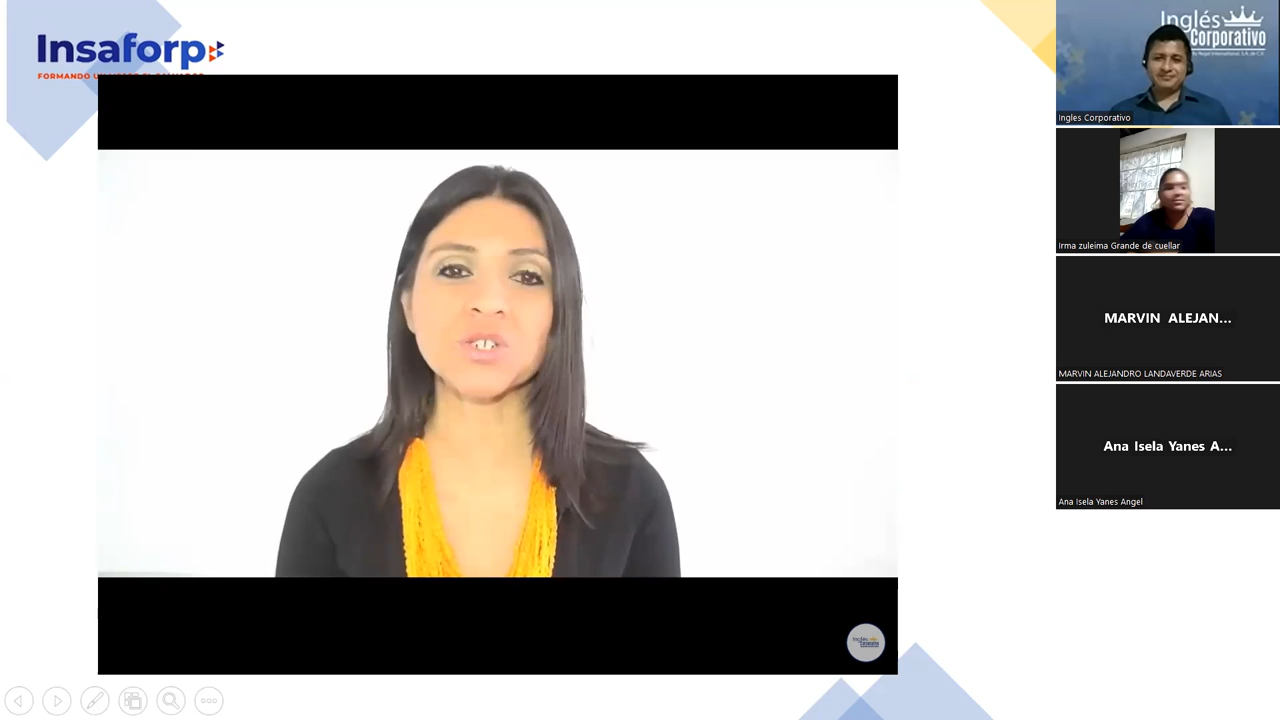 Insaforp
Inglés
Corporativo
Ingles Corporativo
Irma zuleima Grande de cuellar
MARVIN ALEJAN...
MARVIN ALEJANDRO LANDAVERDE ARIAS
Ana Isela Yanes A...
Ana Isela Yanes Angel